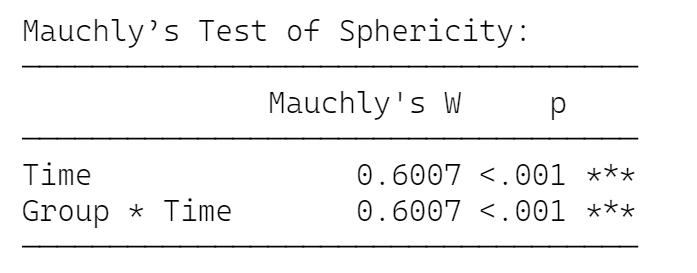 Mauchly’s Test of Sphericity:
Mauchly's W p
Time 0.6007 <.001 ***
Group * Time 0.6007 <.001 ***